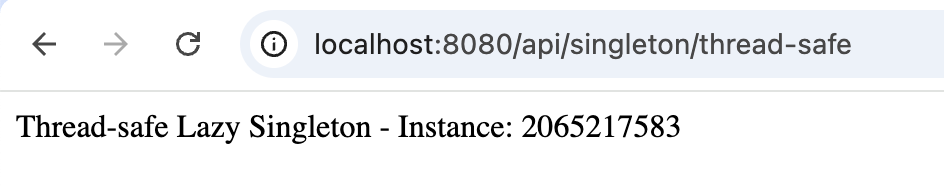 localhost:8080/api/singleton/thread-safe
Thread-safe Lazy Singleton - Instance: 2065217583